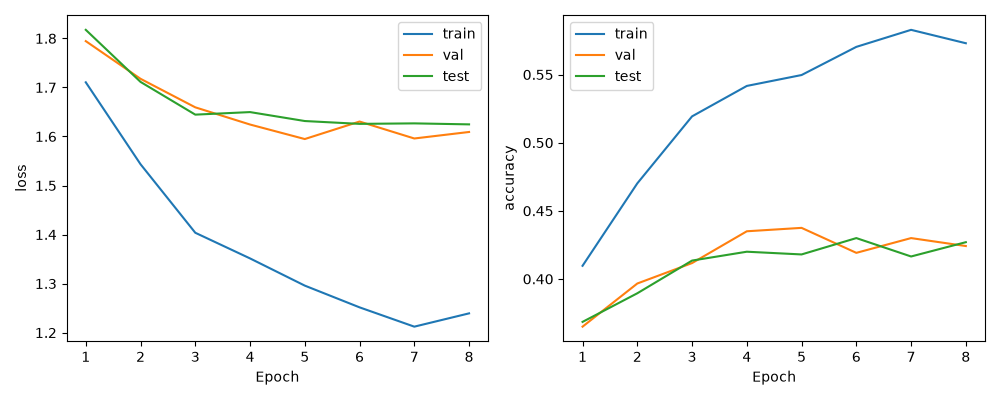 1.8
1.7
1.6
1.5
1.4
1.3
1.2
loss
1 2 3 4 5 6 7 8
Epoch
train
val
test
0.55
0.50
0.45
0.40
accuracy
1 2 3 4 5 6 7 8
Epoch
train
val
test